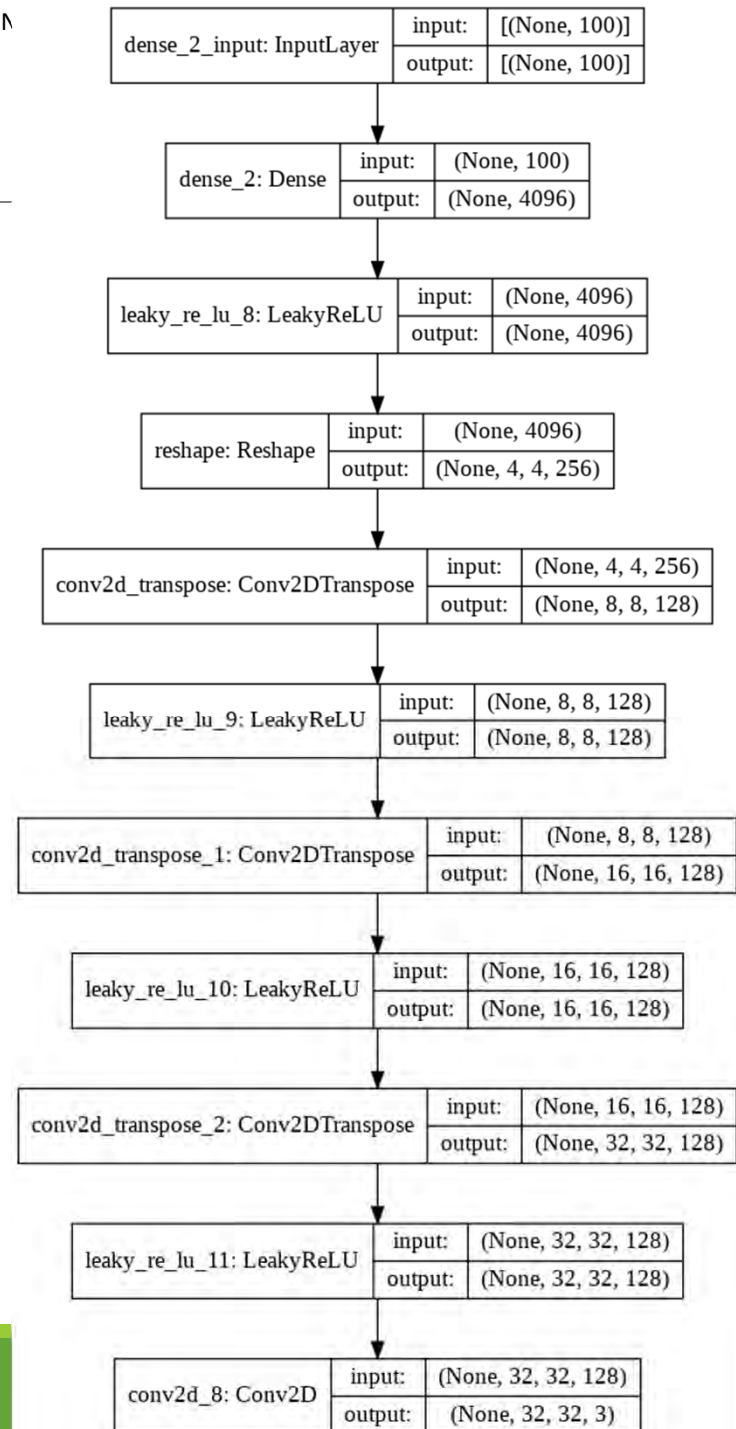 dense_2_input: InputLayer
input: [(None, 100)]
output: [(None, 100)]
dense_2: Dense
input: (None, 100)
output: (None, 4096)
leaky_re_lu_8: LeakyReLU
input: (None, 4096)
output: (None, 4096)
reshape: Reshape
input: (None, 4096)
output: (None, 4, 4, 256)
conv2d_transpose: Conv2DTranspose
input: (None, 4, 4, 256)
output: (None, 8, 8, 128)
leaky_re_lu_9: LeakyReLU
input: (None, 8, 8, 128)
output: (None, 8, 8, 128)
conv2d_transpose_1: Conv2DTranspose
input: (None, 8, 8, 128)
output: (None, 16, 16, 128)
leaky_re_lu_10: LeakyReLU
input: (None, 16, 16, 128)
output: (None, 16, 16, 128)
conv2d_transpose_2: Conv2DTranspose
input: (None, 16, 16, 128)
output: (None, 32, 32, 128)
leaky_re_lu_11: LeakyReLU
input: (None, 32, 32, 128)
output: (None, 32, 32, 128)
conv2d_8: Conv2D
input: (None, 32, 32, 128)
output: (None, 32, 32, 3)